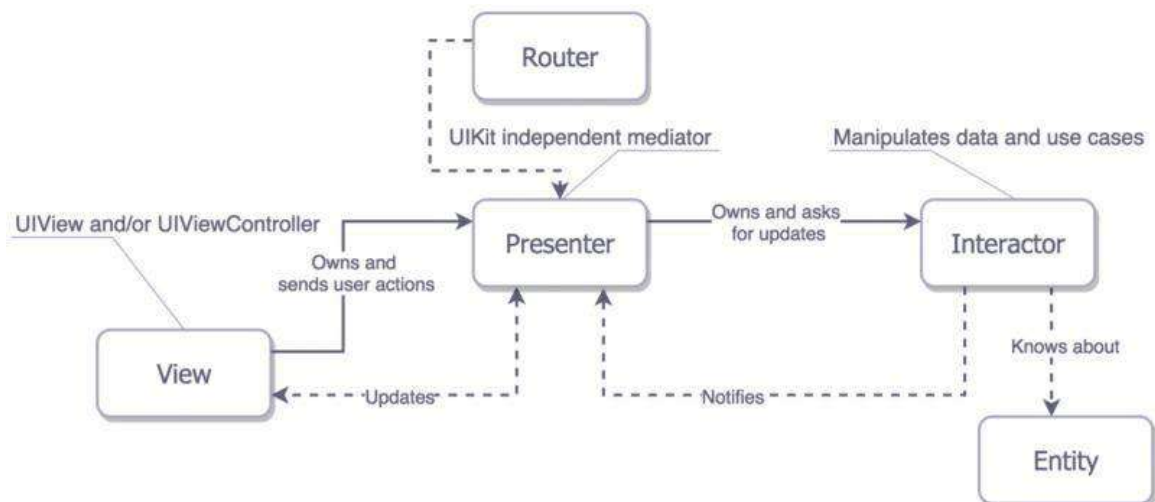 Router
UIKit independent mediator
Manipulates data and use cases
UIView and/or UIViewController
Presenter
Owns and asks
for updates
Interactor
Owns and
sends user actions
View
Updates
Notifies
Knows about
Entity